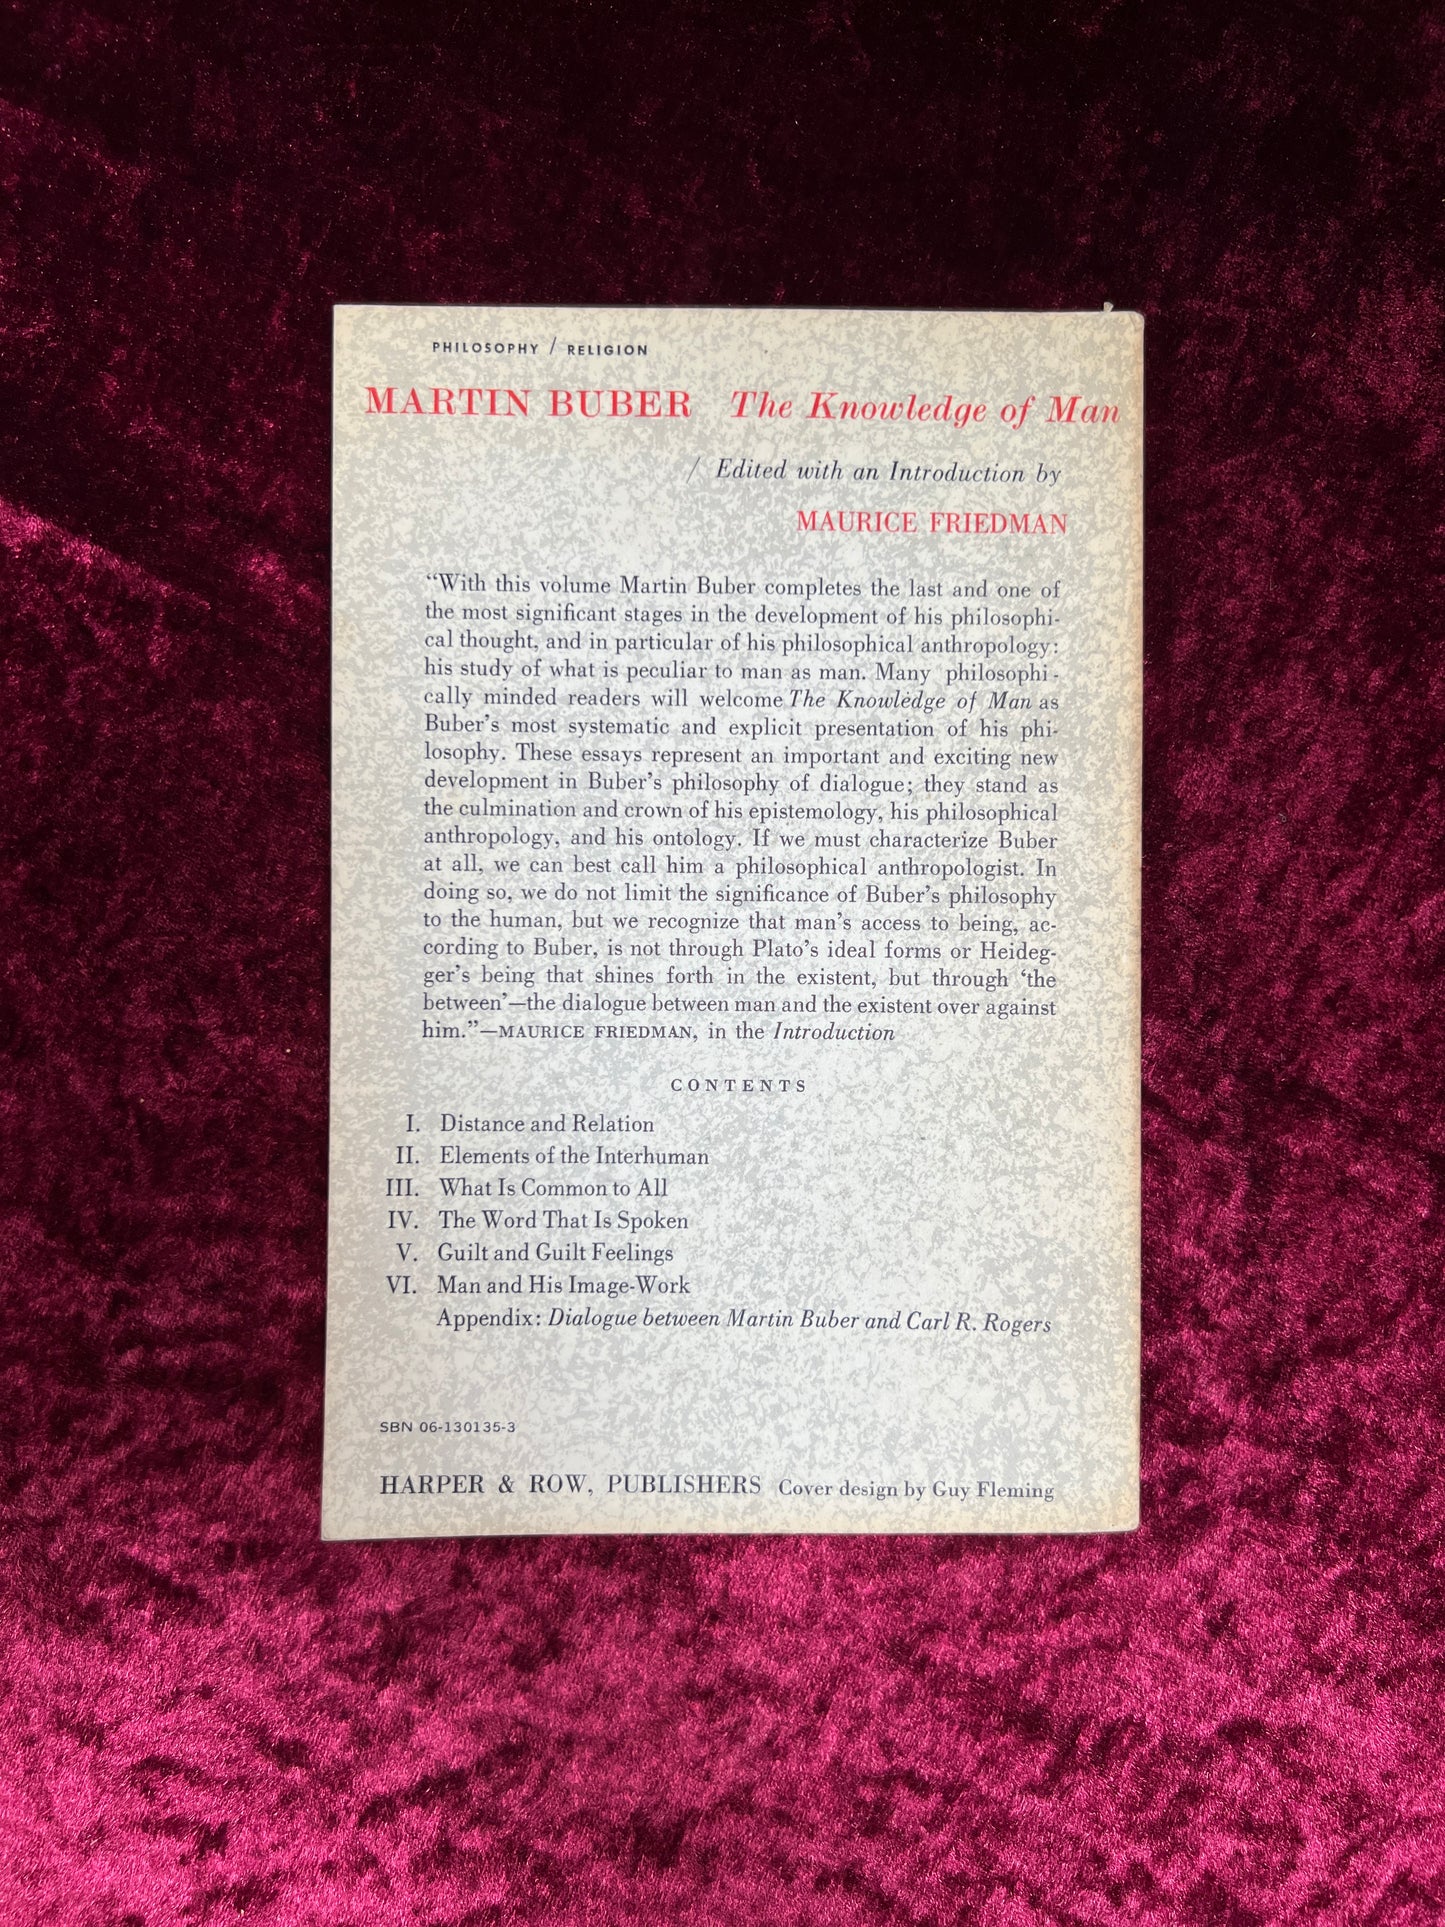 PHILOSOPHY / RELIGION
MARTIN BUBER The Knowledge of Man
/ Edited with an Introduction by
MAURICE FRIEDMAN
“With this volume Martin Buber completes the last and one of
the most significant stages in the development of his philosophi-
cal thought, and in particular of his philosophical anthropology:
his study of what is peculiar to man as man. Many philosophi-
cally minded readers will welcome The Knowledge of Man as
Buber’s most systematic and explicit presentation of his phi-
losophy. These essays represent an important and exciting new
development in Buber’s philosophy of dialogue; they stand as
the culmination and crown of his epistemology, his philosophical
anthropology, and his ontology. If we must characterize Buber
at all, we can best call him a philosophical anthropologist. In
doing so, we do not limit the significance of Buber’s philosophy
to the human, but we recognize that man’s access to being, ac-
cording to Buber, is not through Plato’s ideal forms or Heideg-
ger’s being that shines forth in the existent, but through ‘the
between’—the dialogue between man and the existent over against
him.”—MAURICE FRIEDMAN, in the Introduction
CONTENTS
I. Distance and Relation
II. Elements of the Interhuman
III. What Is Common to All
IV. The Word That Is Spoken
V. Guilt and Guilt Feelings
VI. Man and His Image-Work
Appendix: Dialogue between Martin Buber and Carl R. Rogers
SBN 06-130135-3
HARPER & ROW, PUBLISHERS Cover design by Guy Fleming